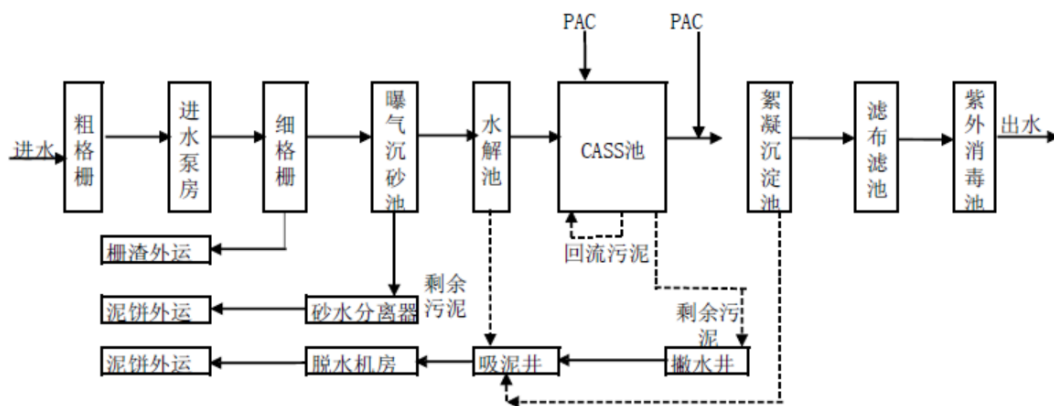 PAC
PAC
进水
粗格栅
进水泵房
细格栅
曝气沉砂池
水解池
CASS池
絮凝沉淀池
滤布滤池
紫外消毒池
出水
栅渣外运
回流污泥
泥饼外运
砂水分离器
剩余
污泥
剩余污
泥
泥饼外运
脱水机房
吸泥井
撇水井